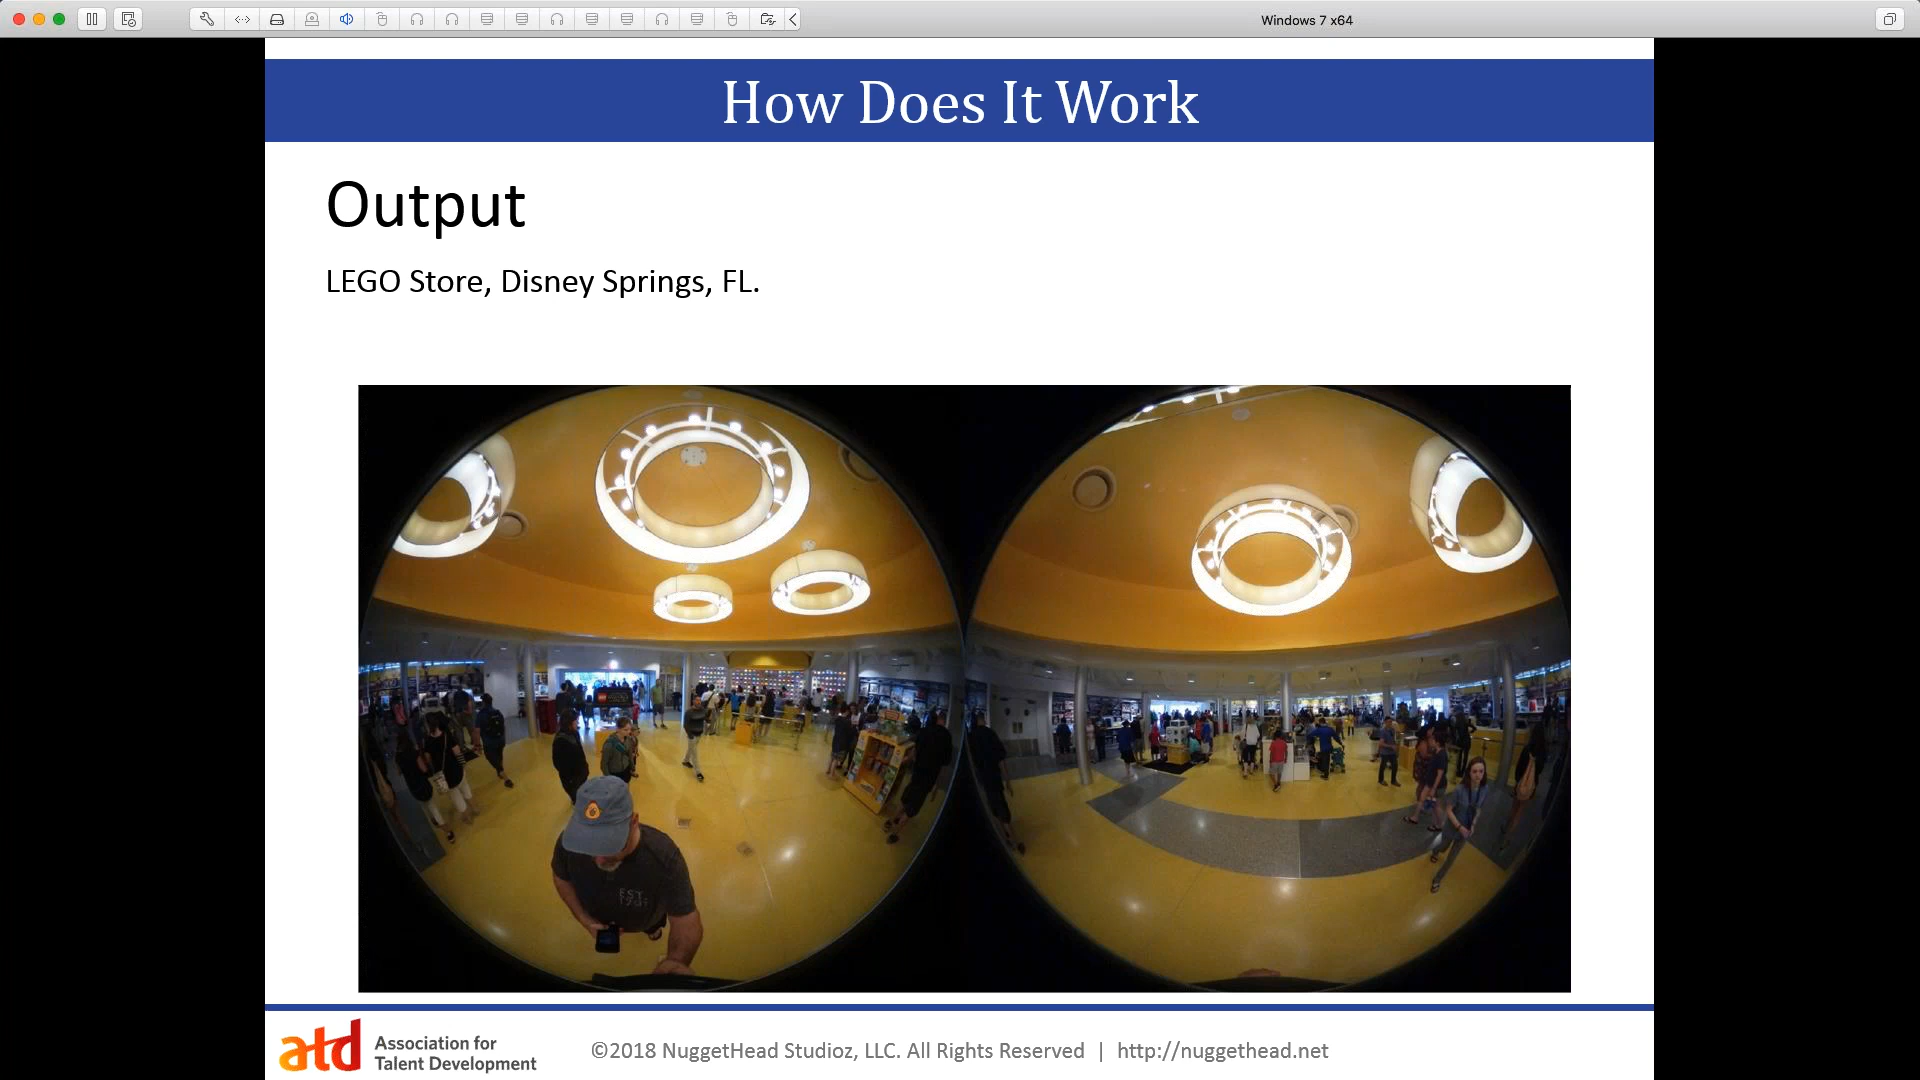 Windows 7 x64
How Does It Work
Output
LEGO Store, Disney Springs, FL.
EST.
atd Association for
Talent Development
©2018 NuggetHead Studioz, LLC. All Rights Reserved | http://nuggethead.net